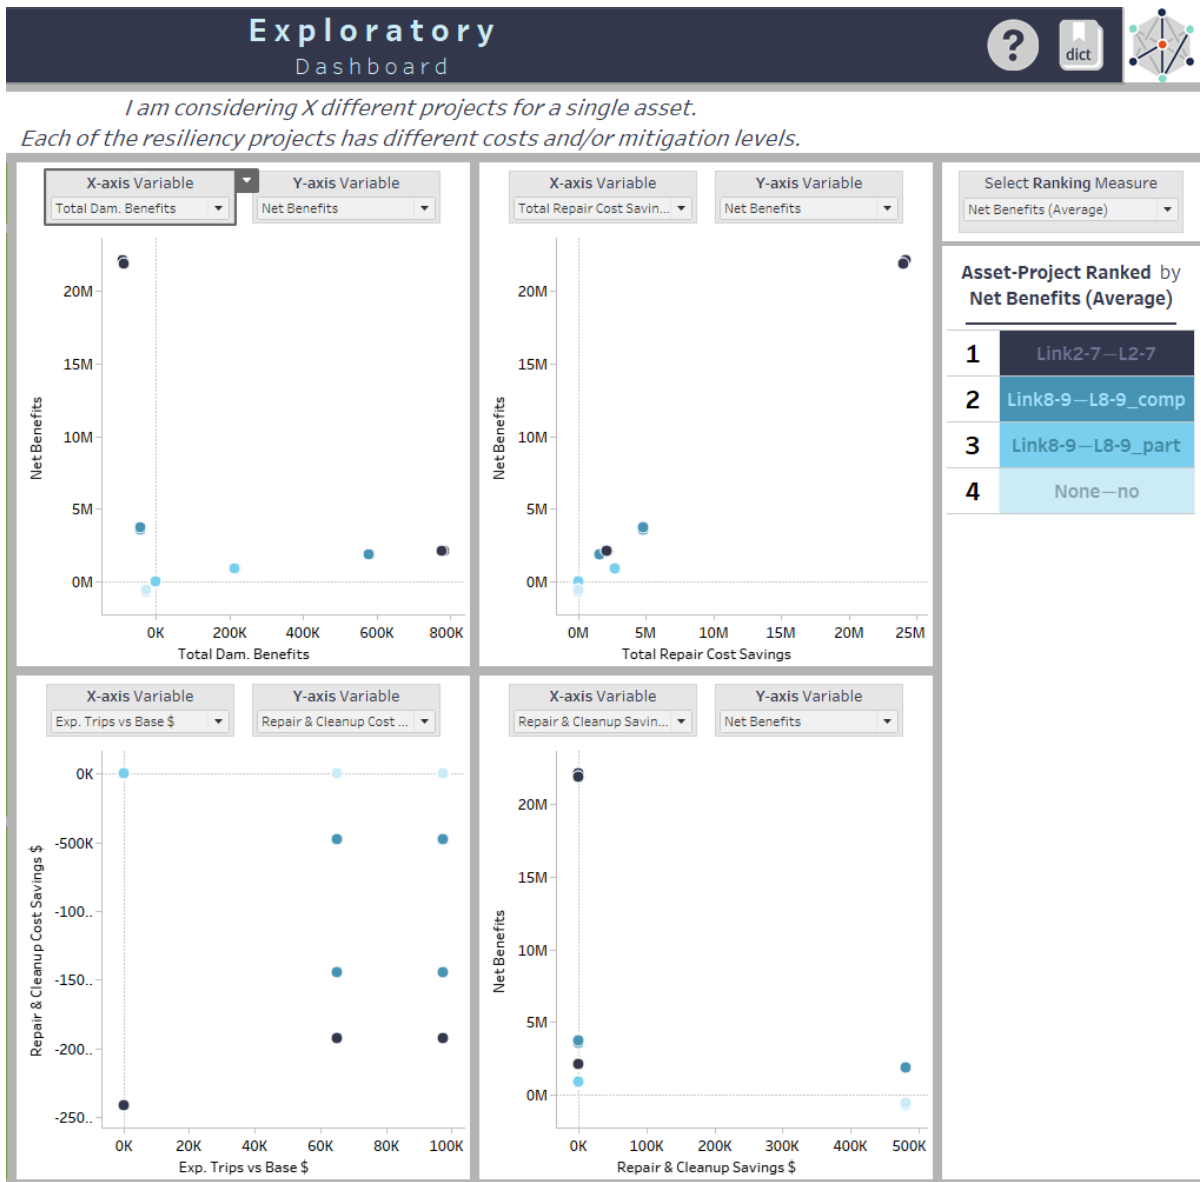 Exploratory
Dashboard
?
dict
I am considering X different projects for a single asset.
Each of the resiliency projects has different costs and/or mitigation levels.
X-axis Variable
Total Dam. Benefits
Y-axis Variable
Net Benefits
20M
15M
10M
5M
0M
Net Benefits
0K 200K 400K 600K 800K
Total Dam. Benefits
X-axis Variable
Total Repair Cost Savin...
Y-axis Variable
Net Benefits
20M
15M
10M
5M
0M
Net Benefits
0M 5M 10M 15M 20M 25M
Total Repair Cost Savings
Select Ranking Measure
Net Benefits (Average)
Asset-Project Ranked by
Net Benefits (Average)
1 Link2-7—L2-7
2 Link8-9—L8-9_comp
3 Link8-9—L8-9_part
4 None—no
X-axis Variable
Exp. Trips vs Base $
Y-axis Variable
Repair & Cleanup Cost ...
0K
-500K
-100..
-150..
-200..
-250..
Repair & Cleanup Cost Savings $
0K 20K 40K 60K 80K 100K
Exp. Trips vs Base $
X-axis Variable
Repair & Cleanup Savin...
Y-axis Variable
Net Benefits
20M
15M
10M
5M
0M
Net Benefits
0K 100K 200K 300K 400K 500K
Repair & Cleanup Savings $